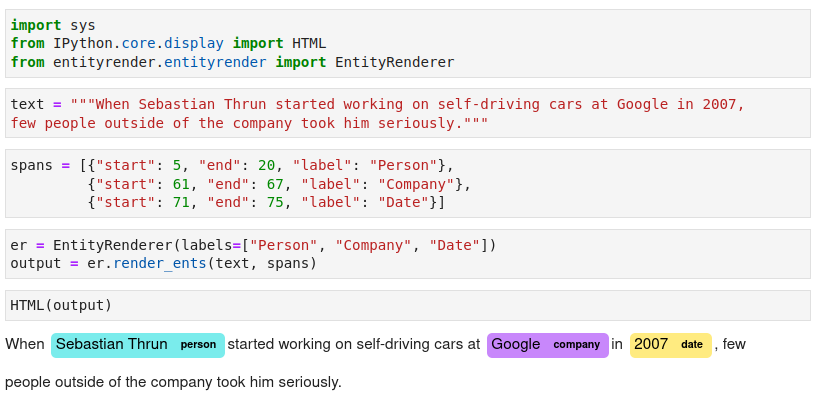 import sys
from IPython.core.display import HTML
from entityrender.entityrender import EntityRenderer
text = """When Sebastian Thrun started working on self-driving cars at Google in 2007,
few people outside of the company took him seriously."""
spans = [{"start": 5, "end": 20, "label": "Person"},
         {"start": 61, "end": 67, "label": "Company"},
         {"start": 71, "end": 75, "label": "Date"}]
er = EntityRenderer(labels=["Person", "Company", "Date"])
output = er.render_ents(text, spans)
HTML(output)
When Sebastian Thrun person started working on self-driving cars at Google company in 2007 date , few
people outside of the company took him seriously.